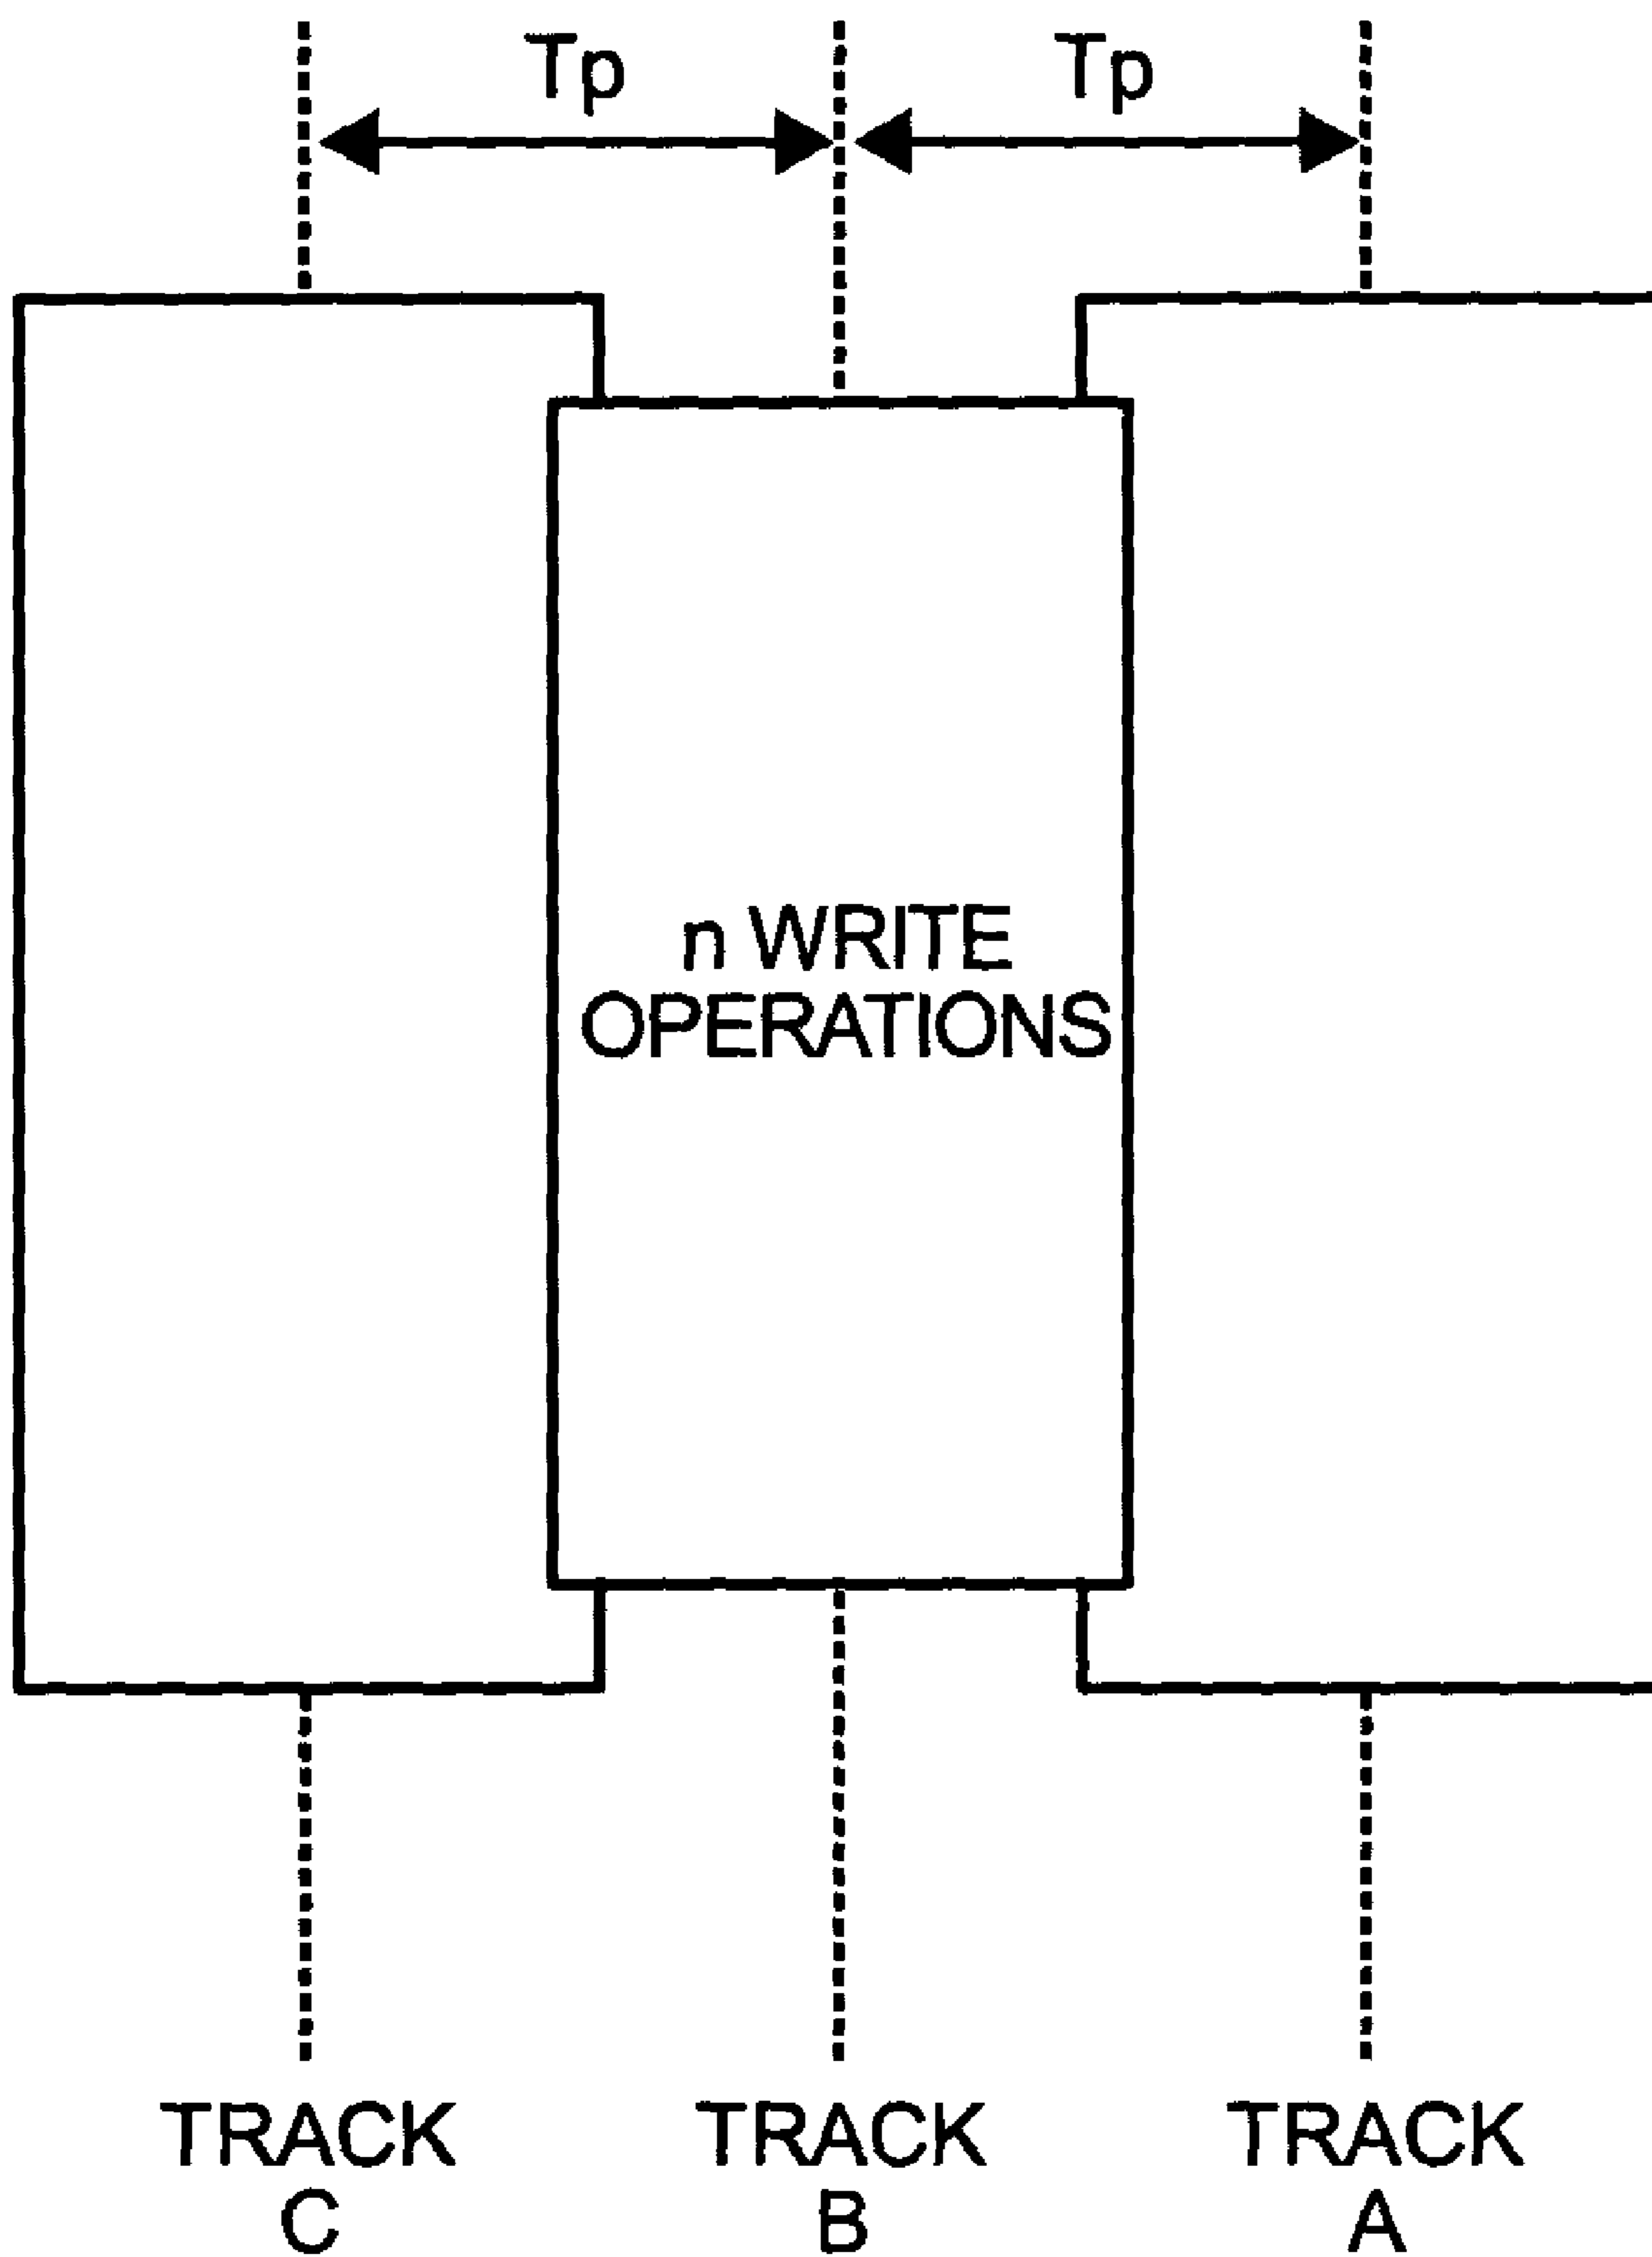 Tp Tp
n WRITE
OPERATIONS
TRACK TRACK TRACK
C B A